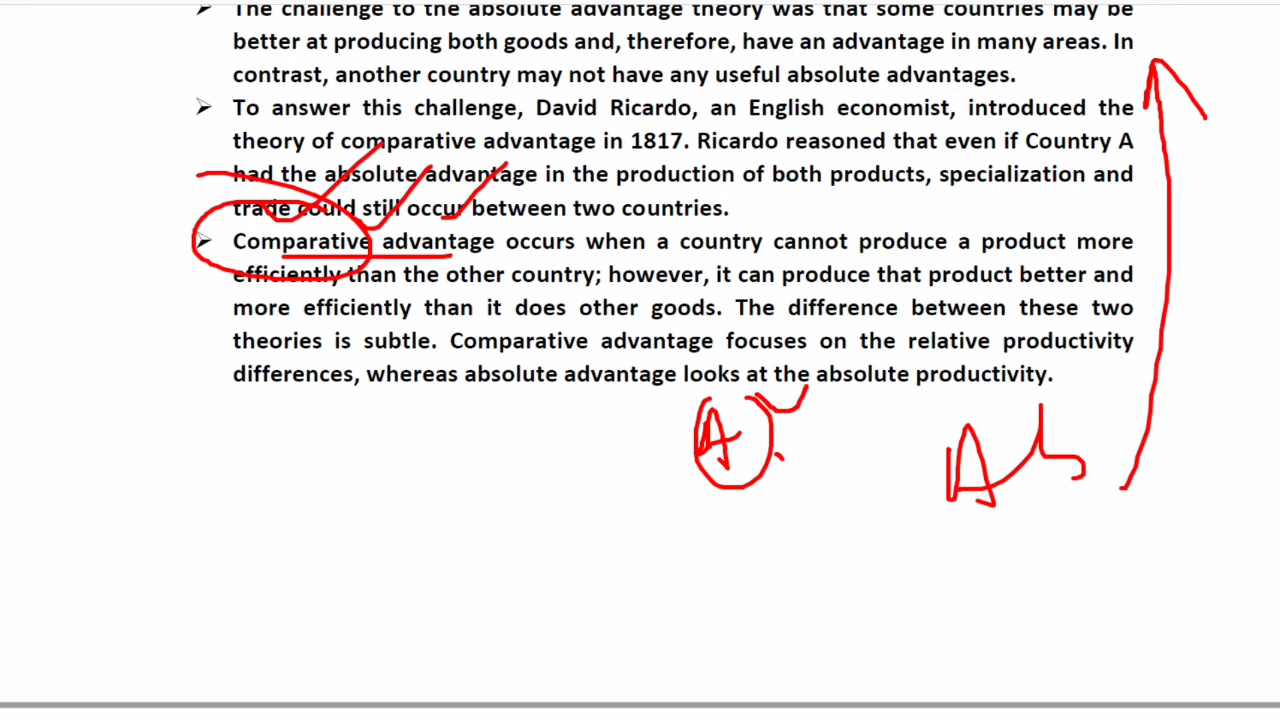 ➢ The challenge to the absolute advantage theory was that some countries may be
better at producing both goods and, therefore, have an advantage in many areas. In
contrast, another country may not have any useful absolute advantages.
➢ To answer this challenge, David Ricardo, an English economist, introduced the
theory of comparative advantage in 1817. Ricardo reasoned that even if Country A
had the absolute advantage in the production of both products, specialization and
trade could still occur between two countries.
➢ Comparative advantage occurs when a country cannot produce a product more
efficiently than the other country; however, it can produce that product better and
more efficiently than it does other goods. The difference between these two
theories is subtle. Comparative advantage focuses on the relative productivity
differences, whereas absolute advantage looks at the absolute productivity.
A